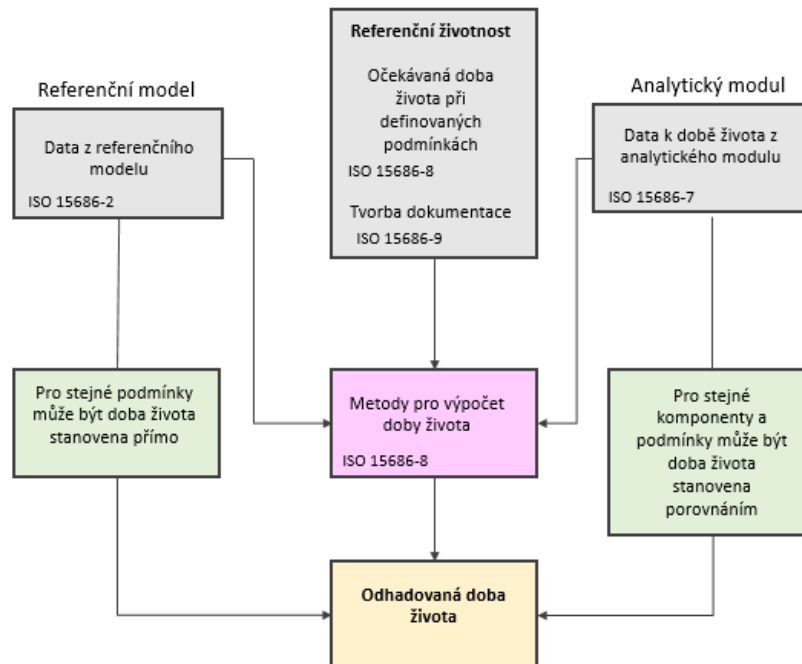 Referenční model
Data z referenčního
modelu
ISO 15686-2
Referenční životnost
Očekávaná doba
života při
definovaných
podmínkách
ISO 15686-8
Tvorba dokumentace
ISO 15686-9
Analytický modul
Data k době života z
analytického modulu
ISO 15686-7
Pro stejné podmínky
může být doba života
stanovena přímo
Metody pro výpočet
doby života
ISO 15686-8
Pro stejné
komponenty a
podmínky může být
doba života
stanovena
porovnáním
Odhadovaná doba
života